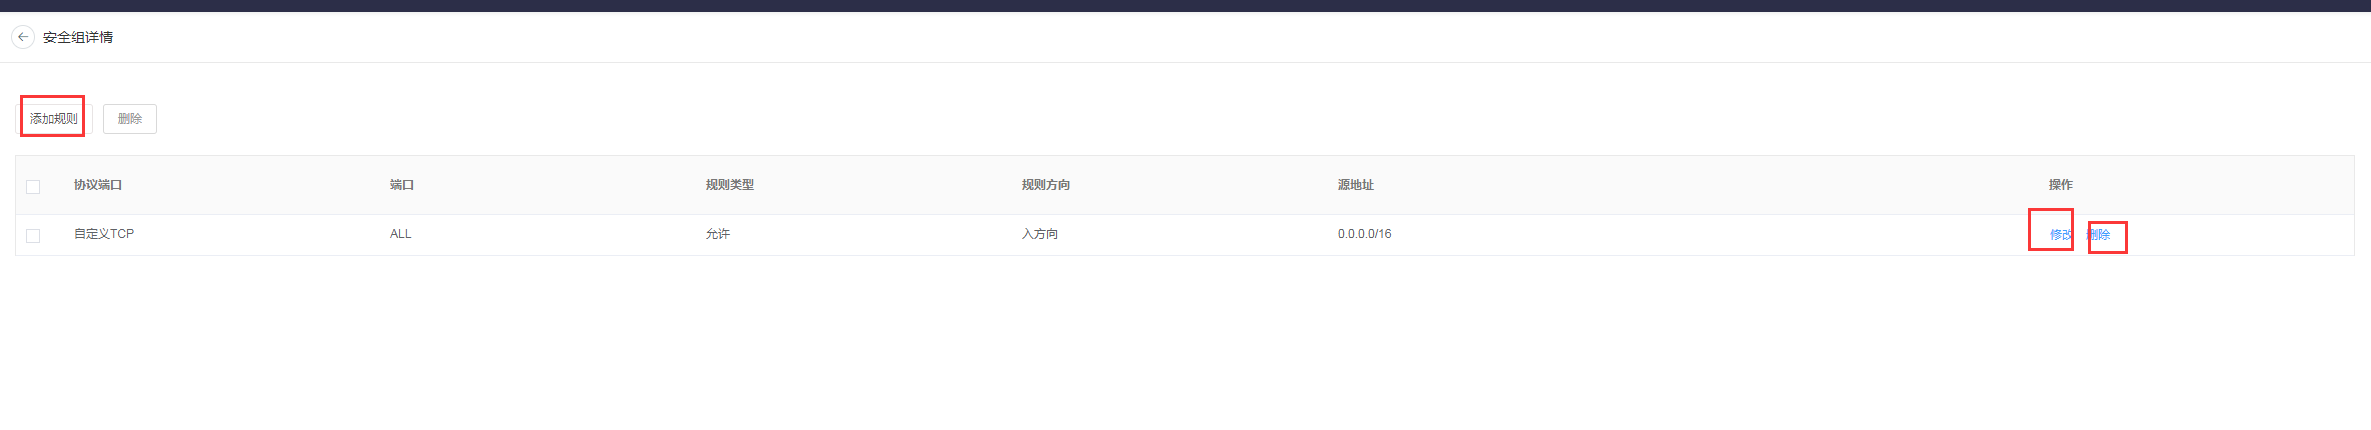 安全组详情
添加规则 删除
协议端口 端口 规则类型 规则方向 源地址 操作
自定义TCP ALL 允许 入方向 0.0.0.0/16 修改 删除